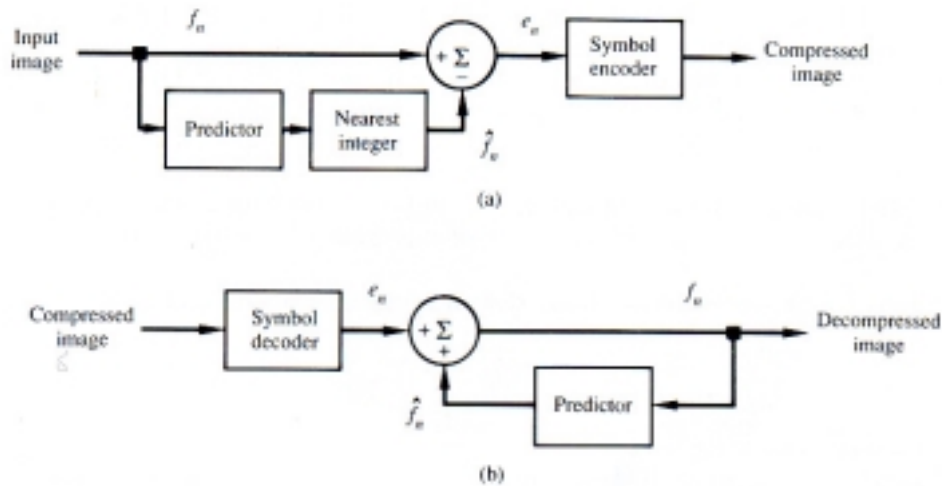 Input
image
f_n
+ Σ
−
e_n
Symbol
encoder
Compressed
image
Predictor
Nearest
integer
f̂_n
(a)
Compressed
image
Symbol
decoder
e_n
+ Σ
+
f_n
Decompressed
image
f̂_n
Predictor
(b)